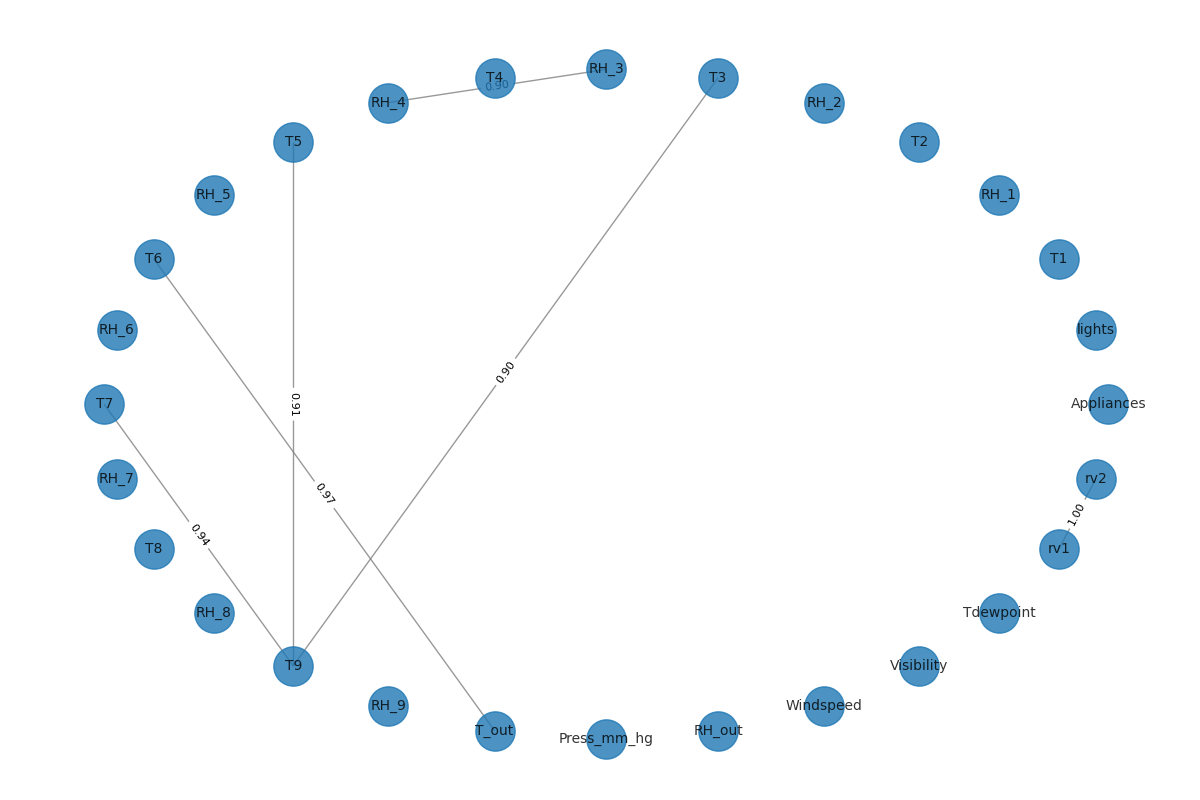 RH_3
T4
T3
0.90
RH_4
RH_2
T5
T2
RH_5
RH_1
T6
T1
RH_6
lights
0.90
T7
0.91
Appliances
RH_7
0.97
rv2
1.00
0.94
T8
rv1
RH_8
Tdewpoint
T9
Visibility
RH_9
Windspeed
T_out
RH_out
Press_mm_hg